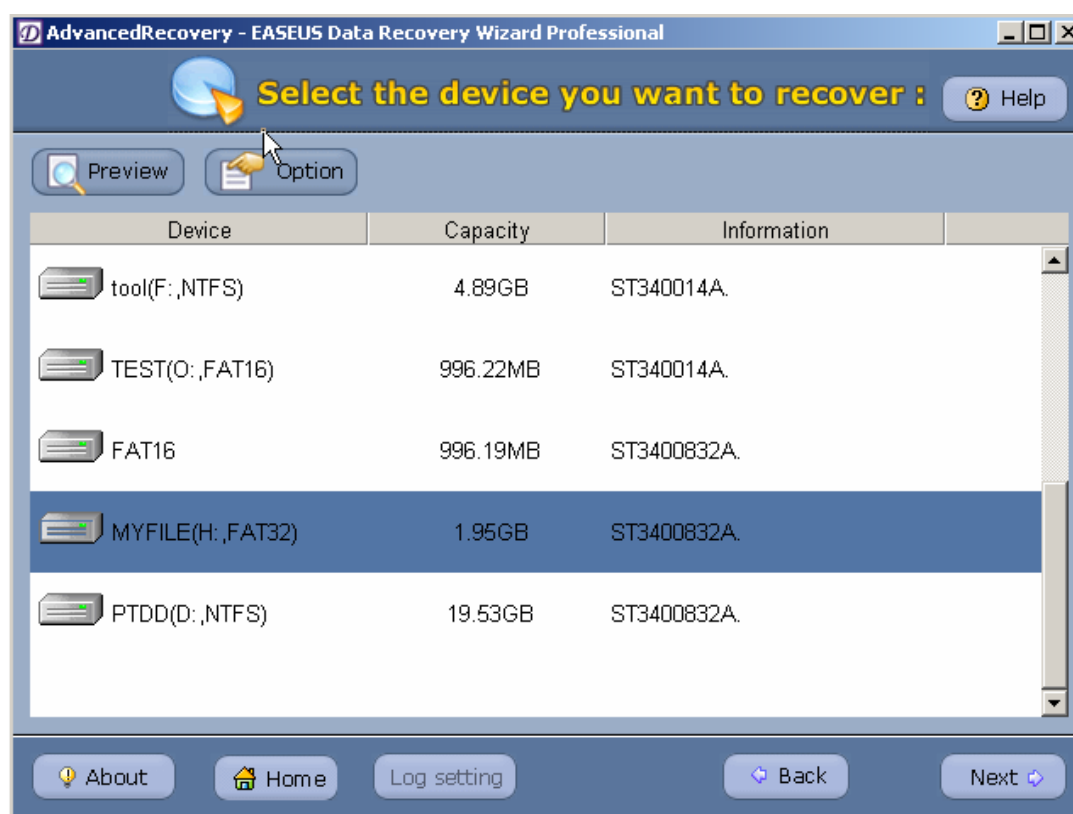 AdvancedRecovery - EASEUS Data Recovery Wizard Professional
Select the device you want to recover :
Help
Preview
Option
Device Capacity Information
tool(F:,NTFS) 4.89GB ST340014A.
TEST(O:,FAT16) 996.22MB ST340014A.
FAT16 996.19MB ST3400832A.
MYFILE(H:,FAT32) 1.95GB ST3400832A.
PTDD(D:,NTFS) 19.53GB ST3400832A.
About Home Log setting Back Next